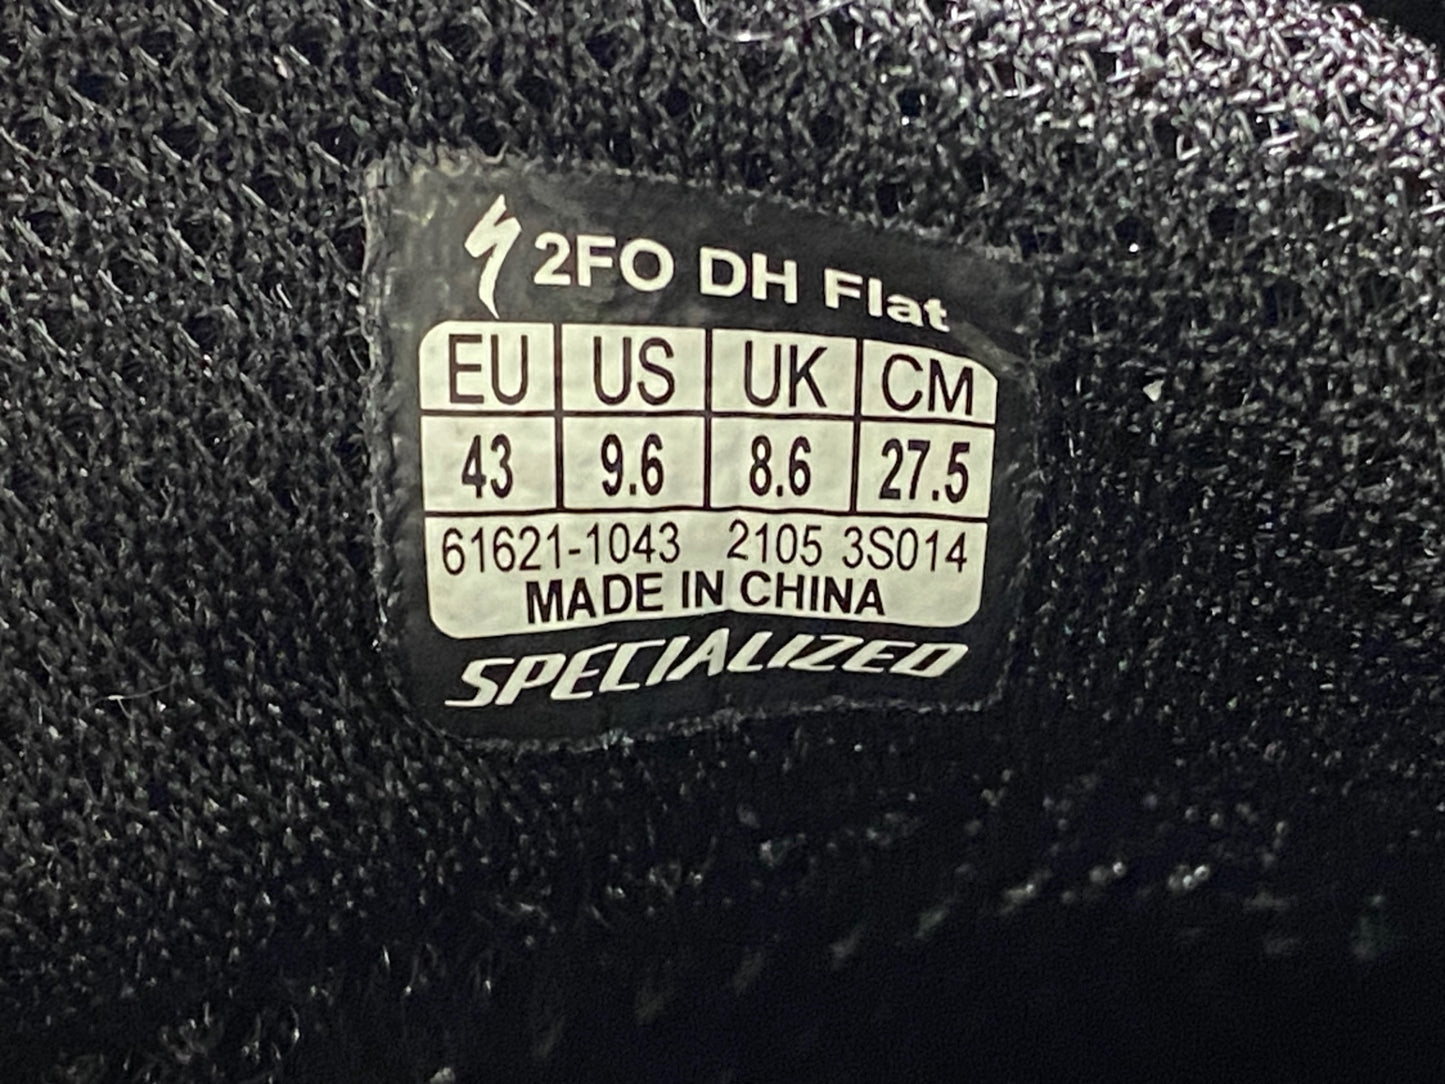 2FO DH Flat
EU US UK CM
43 9.6 8.6 27.5
61621-1043 2105 3S014
MADE IN CHINA
SPECIALIZED